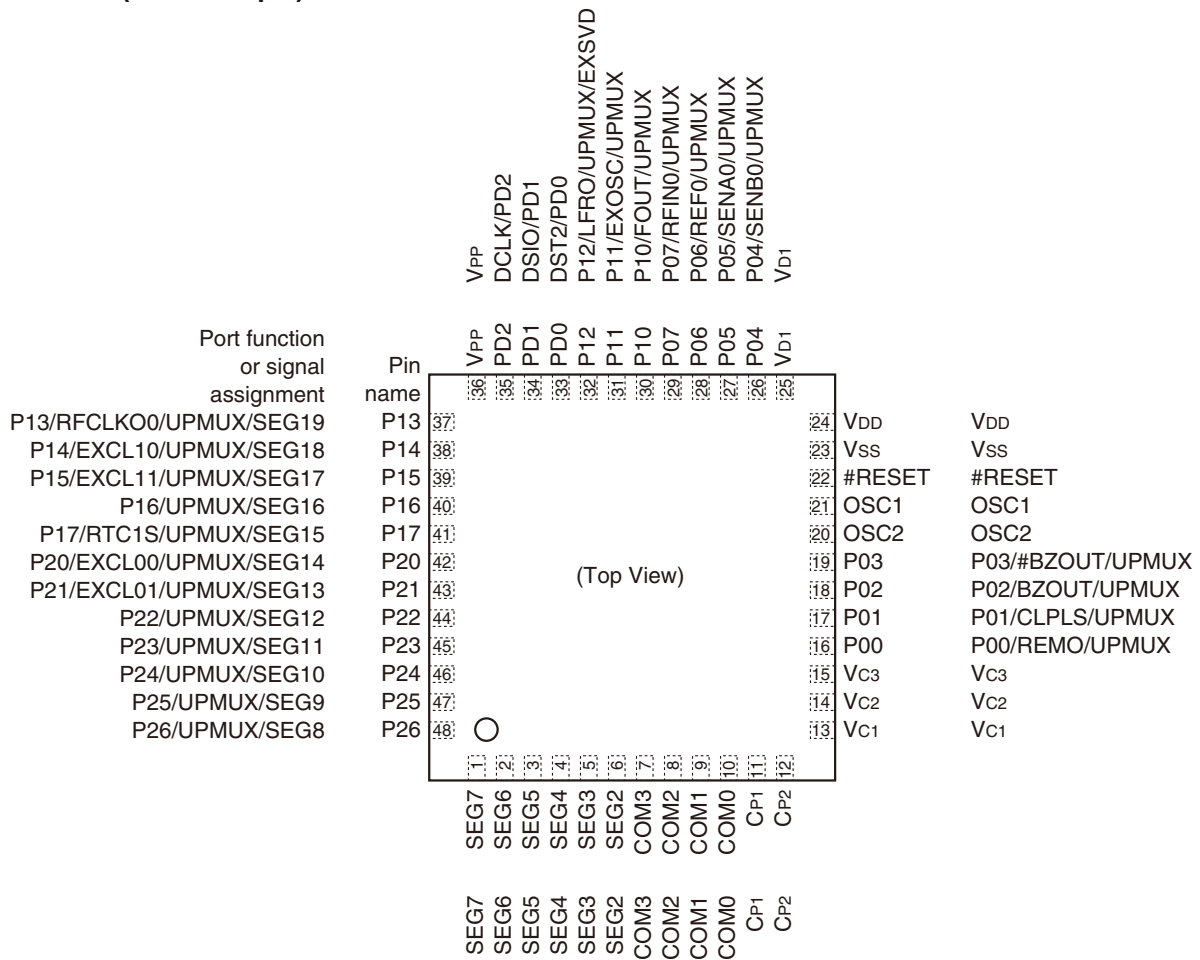 VPP
DCLK/PD2
DSIO/PD1
DST2/PD0
P12/LFRO/UPMUX/EXSVD
P11/EXOSC/UPMUX
P10/FOUT/UPMUX
P07/RFIN0/UPMUX
P06/REF0/UPMUX
P05/SENA0/UPMUX
P04/SENB0/UPMUX
VD1
VPP
PD2
PD1
PD0
P12
P11
P10
P07
P06
P05
P04
VD1
Port function
or signal
assignment
Pin
name
36 35 34 33 32 31 30 29 28 27 26 25
P13/RFCLKO0/UPMUX/SEG19 P13 37 24 VDD VDD
P14/EXCL10/UPMUX/SEG18 P14 38 23 VSS VSS
P15/EXCL11/UPMUX/SEG17 P15 39 22 #RESET #RESET
P16/UPMUX/SEG16 P16 40 21 OSC1 OSC1
P17/RTC1S/UPMUX/SEG15 P17 41 20 OSC2 OSC2
P20/EXCL00/UPMUX/SEG14 P20 42 19 P03 P03/#BZOUT/UPMUX
P21/EXCL01/UPMUX/SEG13 P21 43 18 P02 P02/BZOUT/UPMUX
P22/UPMUX/SEG12 P22 44 17 P01 P01/CLPLS/UPMUX
P23/UPMUX/SEG11 P23 45 16 P00 P00/REMO/UPMUX
P24/UPMUX/SEG10 P24 46 15 VC3 VC3
P25/UPMUX/SEG9 P25 47 14 VC2 VC2
P26/UPMUX/SEG8 P26 48 13 VC1 VC1
(Top View)
1 2 3 4 5 6 7 8 9 10 11 12
SEG7
SEG6
SEG5
SEG4
SEG3
SEG2
COM3
COM2
COM1
COM0
CP1
CP2
SEG7
SEG6
SEG5
SEG4
SEG3
SEG2
COM3
COM2
COM1
COM0
CP1
CP2